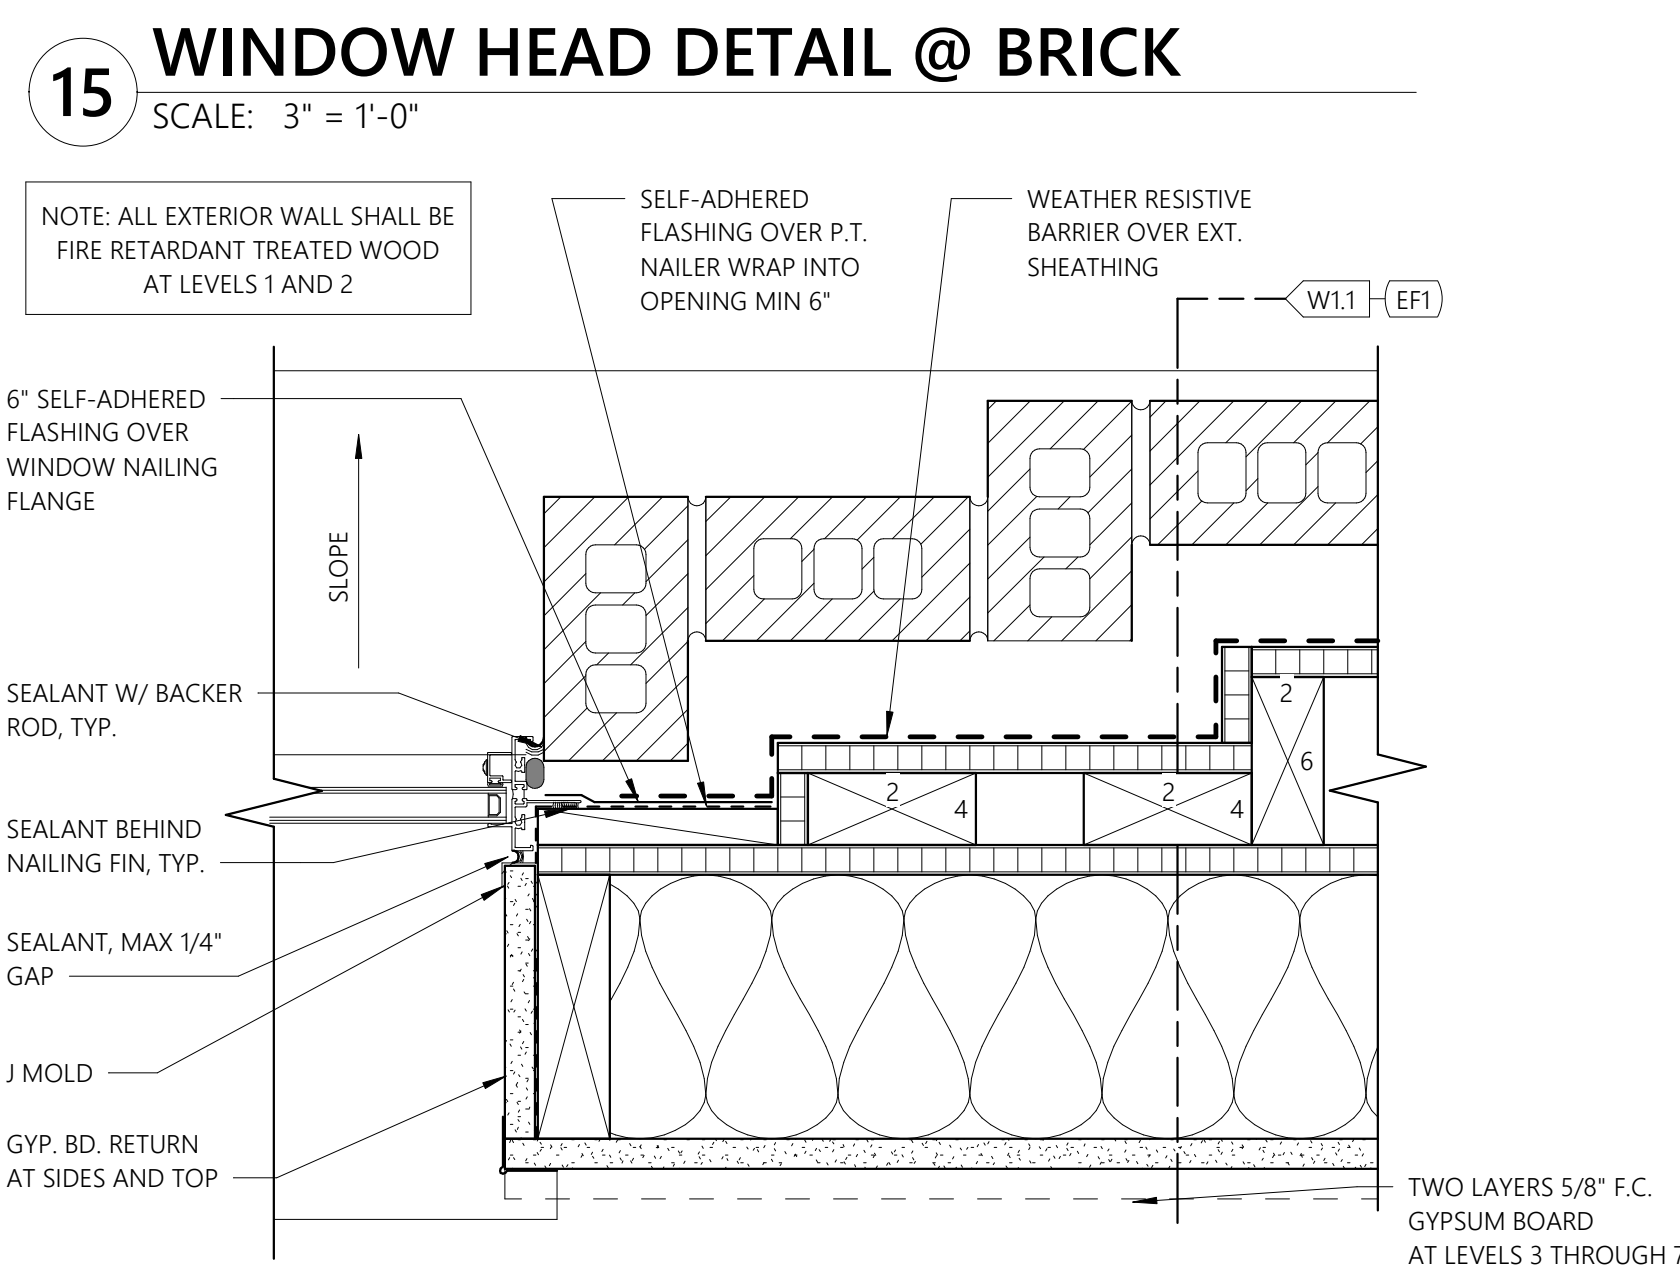 15
WINDOW HEAD DETAIL @ BRICK
SCALE: 3" = 1'-0"
NOTE: ALL EXTERIOR WALL SHALL BE
FIRE RETARDANT TREATED WOOD
AT LEVELS 1 AND 2
SELF-ADHERED
FLASHING OVER P.T.
NAILER WRAP INTO
OPENING MIN 6"
WEATHER RESISTIVE
BARRIER OVER EXT.
SHEATHING
W1.1
EF1
6" SELF-ADHERED
FLASHING OVER
WINDOW NAILING
FLANGE
SLOPE
SEALANT W/ BACKER
ROD, TYP.
2
6
2
4
2
4
SEALANT BEHIND
NAILING FIN, TYP.
SEALANT, MAX 1/4"
GAP
J MOLD
GYP. BD. RETURN
AT SIDES AND TOP
TWO LAYERS 5/8" F.C.
GYPSUM BOARD
AT LEVELS 3 THROUGH 7